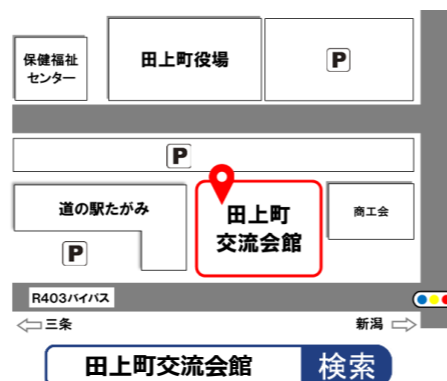 保健福祉
センター
田上町役場
P
P
道の駅たがみ
P
田上町
交流会館
商工会
R403バイパス
三条
新潟
田上町交流会館
検索